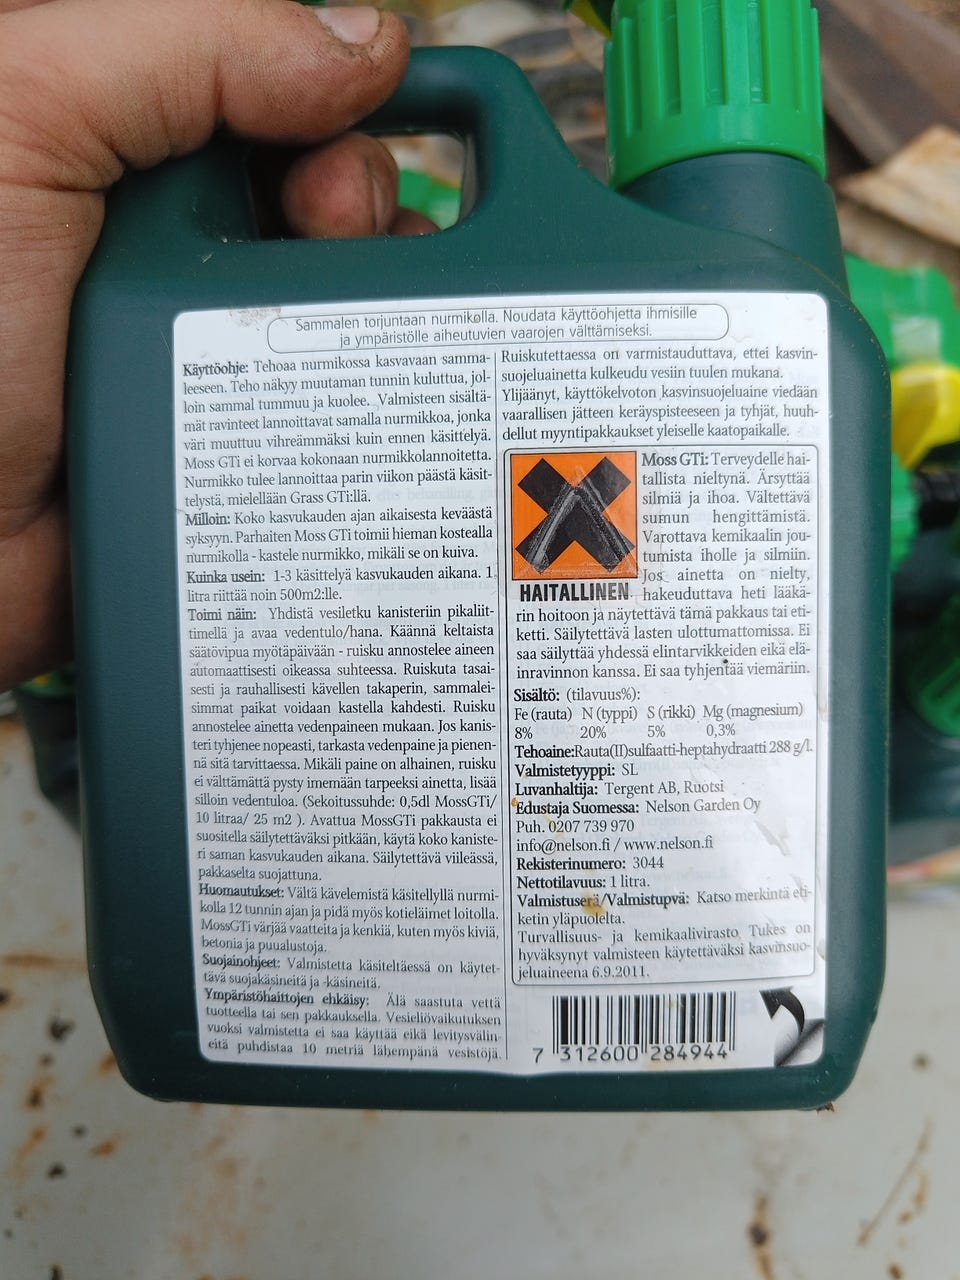 Sammalen torjuntaan nurmikolla. Noudata käyttöohjetta ihmisille
ja ympäristölle aiheutuvien vaarojen välttämiseksi.
Käyttöohje: Tehoaa nurmikossa kasvavaan samma-
leeseen. Teho näkyy muutaman tunnin kuluttua, jol-
loin sammal tummuu ja kuolee. Valmisteen sisältä-
mät ravinteet lannoittavat samalla nurmikkoa, jonka
väri muuttuu vihreämmäksi kuin ennen käsittelyä.
Moss GTi ei korvaa kokonaan nurmikkolannoitetta.
Nurmikko tulee lannoittaa parin viikon päästä käsit-
telystä, mielellään Grass GTi:llä.
Milloin: Koko kasvukauden ajan aikaisesta keväästä
syksyyn. Parhaiten Moss GTi toimii hieman kostealla
nurmikolla - kastele nurmikko, mikäli se on kuiva.
Kuinka usein: 1-3 käsittelyä kasvukauden aikana. 1
litra riittää noin 500m2:lle.
Toimi näin: Yhdistä vesiletku kanisteriin pikaliit-
timellä ja avaa vedentulo/hana. Käännä keltaista
säätövipua myötäpäivään - ruisku annostelee aineen
automaattisesti oikeassa suhteessa. Ruiskuta tasai-
sesti ja rauhallisesti kävellen takaperin, sammalei-
simmat paikat voidaan kastella kahdesti. Ruisku
annostelee ainetta vedenpaineen mukaan. Jos kanis-
teri tyhjenee nopeasti, tarkasta vedenpaine ja pienen-
nä sitä tarvittaessa. Mikäli paine on alhainen, ruisku
ei välttämättä pysty imemään tarpeeksi ainetta, lisää
silloin vedentuloa. (Sekoitussuhde: 0,5dl MossGTi/
10 litraa/ 25 m2 ). Avattua MossGTi pakkausta ei
suositella säilytettäväksi pitkään, käytä koko kaniste-
ri saman kasvukauden aikana. Säilytettävä viileässä,
pakkaselta suojattuna.
Huomautukset: Vältä kävelemistä käsitellyllä nurmi-
kolla 12 tunnin ajan ja pidä myös kotieläimet loitolla.
MossGTi värjää vaatteita ja kenkiä, kuten myös kiviä,
betonia ja puualustoja.
Suojainohjeet: Valmistetta käsiteltäessä on käytet-
tävä suojakäsineitä ja -käsineitä.
Ympäristöhaittojen ehkäisy: Älä saastuta vettä
tuotteella tai sen pakkauksella. Vesieliövaikutuksen
vuoksi valmistetta ei saa käyttää eikä levitysvälin-
eitä puhdistaa 10 metriä lähempänä vesistöjä.
Ruiskutettaessa on varmistauduttava, ettei kasvin-
suojeluainetta kulkeudu vesiin tuulen mukana.
Ylijäänyt, käyttökelvoton kasvinsuojeluaine viedään
vaarallisen jätteen keräyspisteeseen ja tyhjät, huuh-
dellut myyntipakkaukset yleiselle kaatopaikalle.
Moss GTi: Terveydelle hai-
tallista nieltynä. Ärsyttää
silmiä ja ihoa. Vältettävä
sumun hengittämistä.
Varottava kemikaalin jou-
tumista iholle ja silmiin.
Jos ainetta on nielty,
HAITALLINEN hakeuduttava heti lääkä-
rin hoitoon ja näytettävä tämä pakkaus tai eti-
ketti. Säilytettävä lasten ulottumattomissa. Ei
saa säilyttää yhdessä elintarvikkeiden eikä elä-
inravinnon kanssa. Ei saa tyhjentää viemäriin.
Sisältö: (tilavuus%):
Fe (rauta) N (typpi) S (rikki) Mg (magnesium)
8% 20% 5% 0,3%
Tehoaine:Rauta(II)sulfaatti-heptahydraatti 288 g/l.
Valmistetyyppi: SL
Luvanhaltija: Tergent AB, Ruotsi
Edustaja Suomessa: Nelson Garden Oy
Puh. 0207 739 970
info@nelson.fi / www.nelson.fi
Rekisterinumero: 3044
Nettotilavuus: 1 litra.
Valmistuserä/Valmistupvä: Katso merkintä eti-
ketin yläpuolelta.
Turvallisuus- ja kemikaalivirasto Tukes on
hyväksynyt valmisteen käytettäväksi kasvinsuo-
jeluaineena 6.9.2011.
7 312600 284944